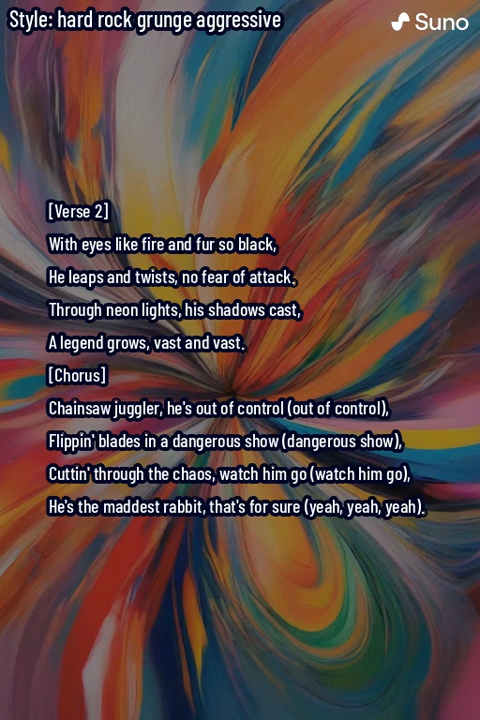 Style: hard rock grunge aggressive
Suno
[Verse 2]
With eyes like fire and fur so black,
He leaps and twists, no fear of attack.
Through neon lights, his shadows cast,
A legend grows, vast and vast.
[Chorus]
Chainsaw juggler, he's out of control (out of control),
Flippin' blades in a dangerous show (dangerous show),
Cuttin' through the chaos, watch him go (watch him go),
He's the maddest rabbit, that's for sure (yeah, yeah, yeah).